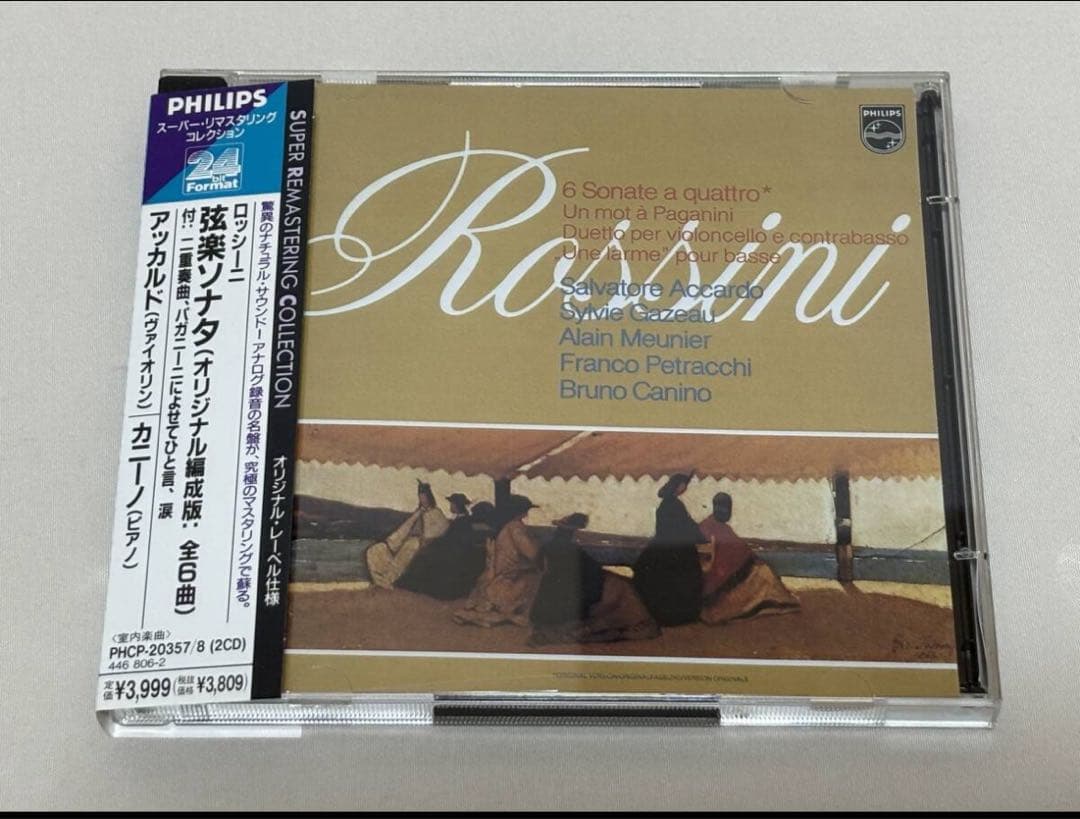 PHILIPS
スーパー・リマスタリング
コレクション
24
bit
Format
SUPER REMASTERING COLLECTION
オリジナル・レーベル仕様
驚異のナチュラル・サウンドーアナログ録音の名盤が、究極のマスタリングで蘇る。
ロッシーニ
弦楽ソナタ(オリジナル編成版:全6曲)
付:二重奏曲、パガニーニによせてひと言、涙
アッカルド(ヴァイオリン) カニーノ(ピアノ)
〈室内楽曲〉
PHCP-20357/8 (2CD)
446 806-2
定価¥3,999(税抜価格¥3,809)
PHILIPS
Rossini
6 Sonate a quattro*
Un mot à Paganini
Duetto per violoncello e contrabasso
„Une larme” pour basse
Salvatore Accardo
Sylvie Gazeau
Alain Meunier
Franco Petracchi
Bruno Canino